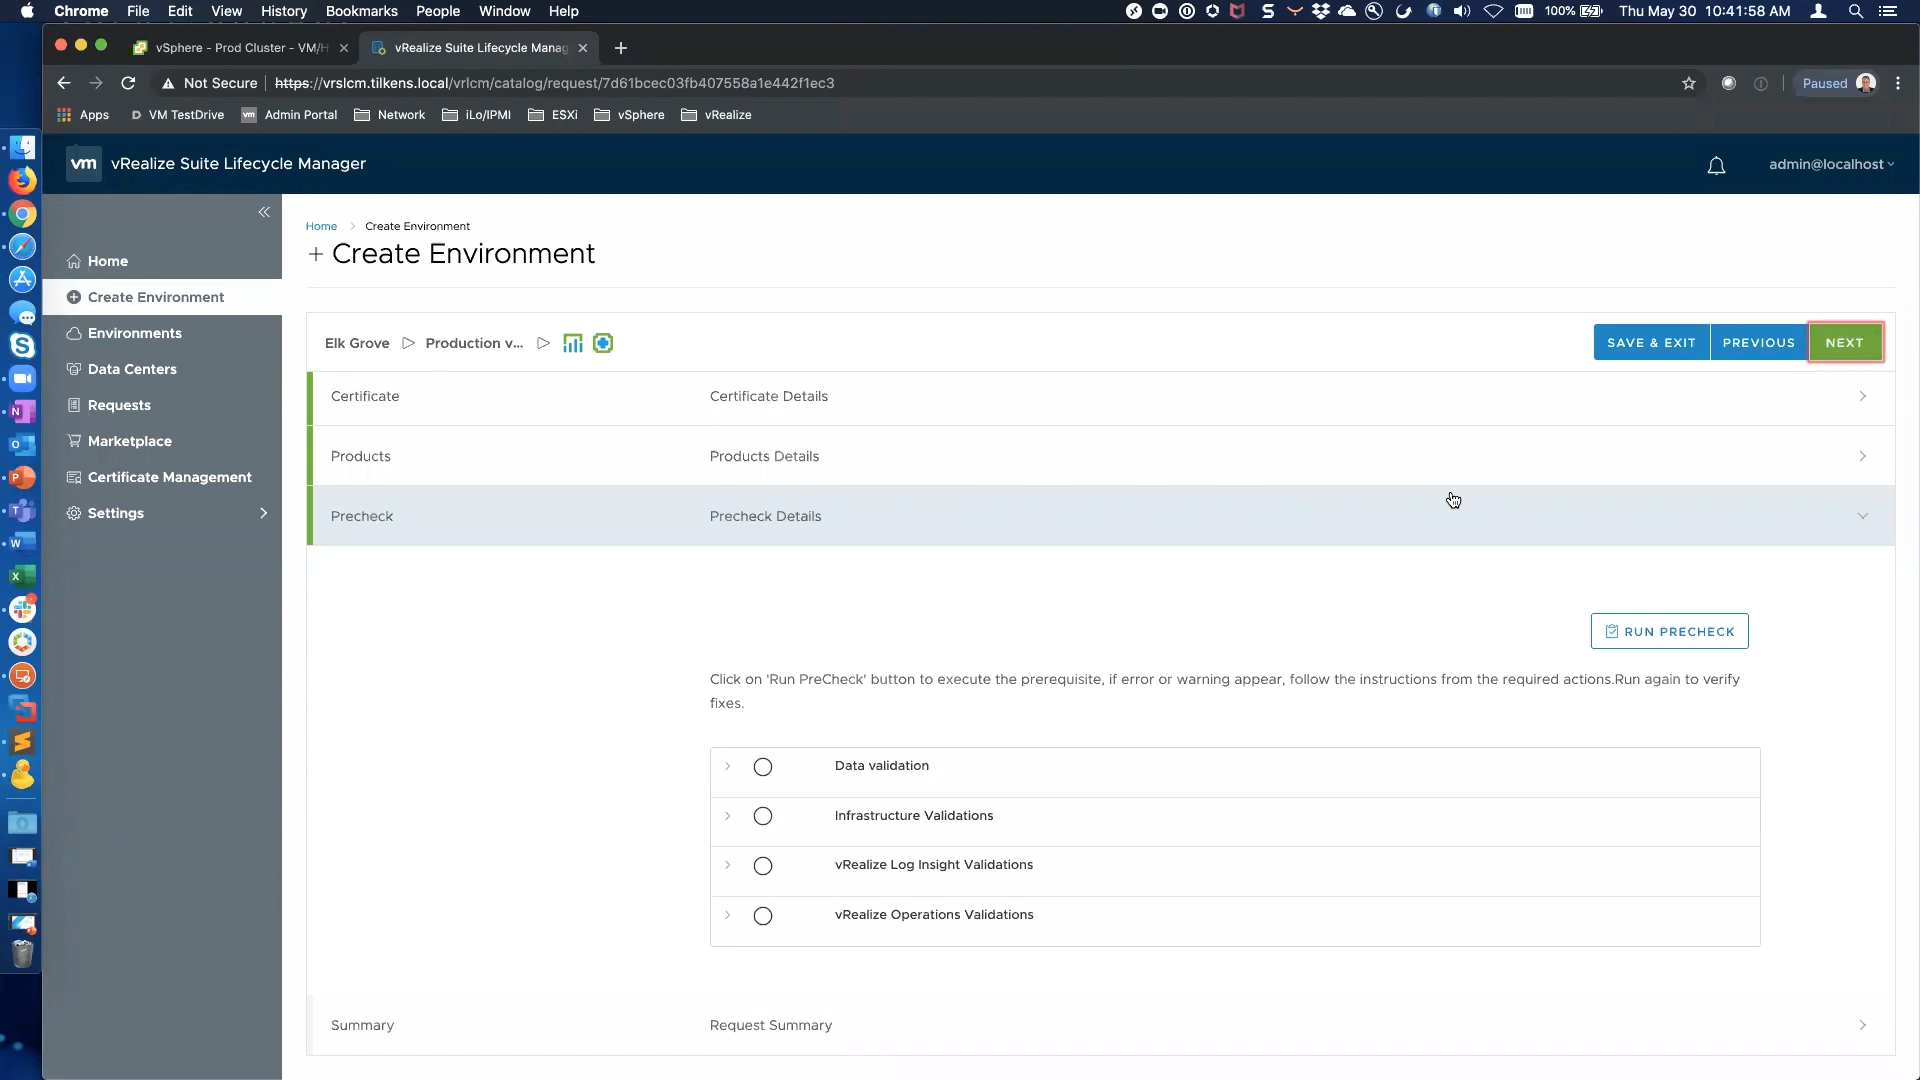 Chrome File Edit View History Bookmarks People Window Help
100% Thu May 30 10:41:58 AM
vSphere - Prod Cluster - VM/H
vRealize Suite Lifecycle Manag
Not Secure https://vrslcm.tilkens.local/vrlcm/catalog/request/7d61bcec03fb407558a1e442f1ec3 Paused
Apps VM TestDrive Admin Portal Network iLo/IPMI ESXi vSphere vRealize
vm vRealize Suite Lifecycle Manager admin@localhost
Home
Create Environment
Environments
Data Centers
Requests
Marketplace
Certificate Management
Settings
Home > Create Environment
+ Create Environment
Elk Grove Production v... SAVE & EXIT PREVIOUS NEXT
Certificate Certificate Details
Products Products Details
Precheck Precheck Details
RUN PRECHECK
Click on 'Run PreCheck' button to execute the prerequisite, if error or warning appear, follow the instructions from the required actions.Run again to verify
fixes.
Data validation
Infrastructure Validations
vRealize Log Insight Validations
vRealize Operations Validations
Summary Request Summary